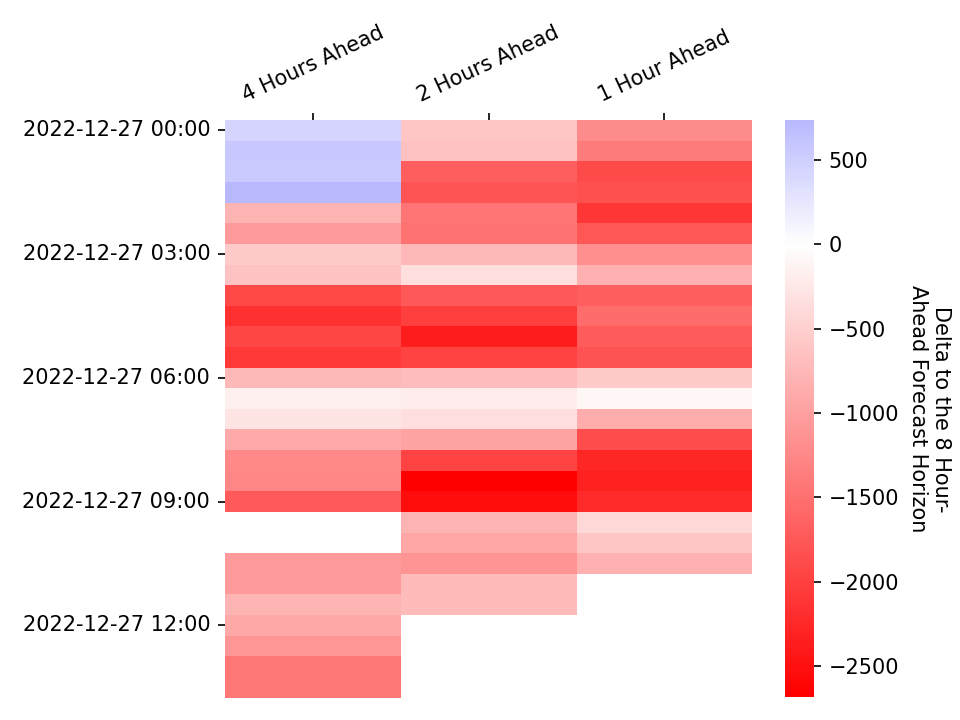 4 Hours Ahead
2 Hours Ahead
1 Hour Ahead
2022-12-27 00:00
2022-12-27 03:00
2022-12-27 06:00
2022-12-27 09:00
2022-12-27 12:00
500
0
−500
−1000
−1500
−2000
−2500
Delta to the 8 Hour-
Ahead Forecast Horizon